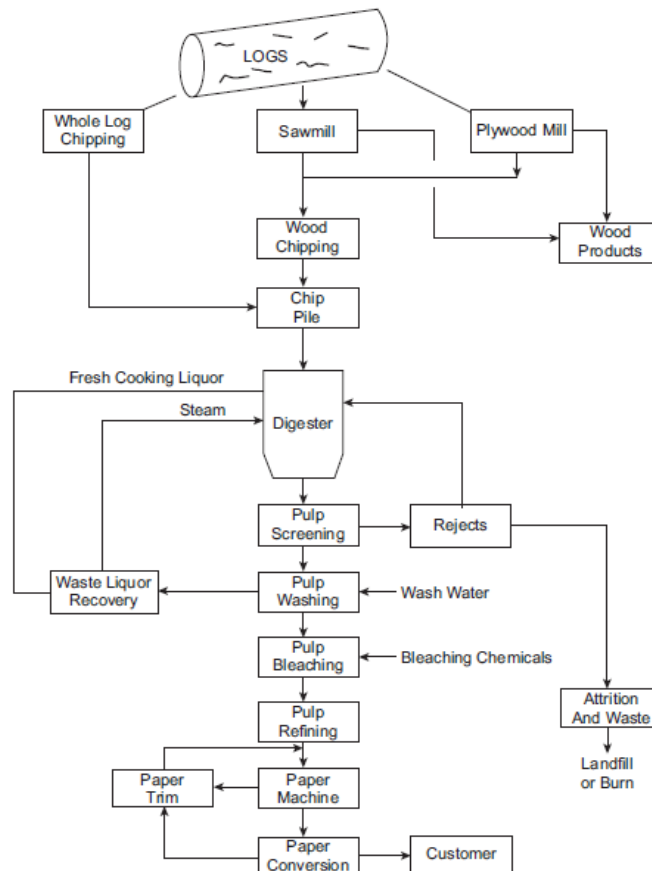 LOGS
Whole Log
Chipping
Sawmill
Plywood Mill
Wood
Chipping
Wood
Products
Chip
Pile
Fresh Cooking Liquor
Steam
Digester
Pulp
Screening
Rejects
Waste Liquor
Recovery
Pulp
Washing
Wash Water
Pulp
Bleaching
Bleaching Chemicals
Pulp
Refining
Attrition
And Waste
Landfill
or Burn
Paper
Trim
Paper
Machine
Paper
Conversion
Customer